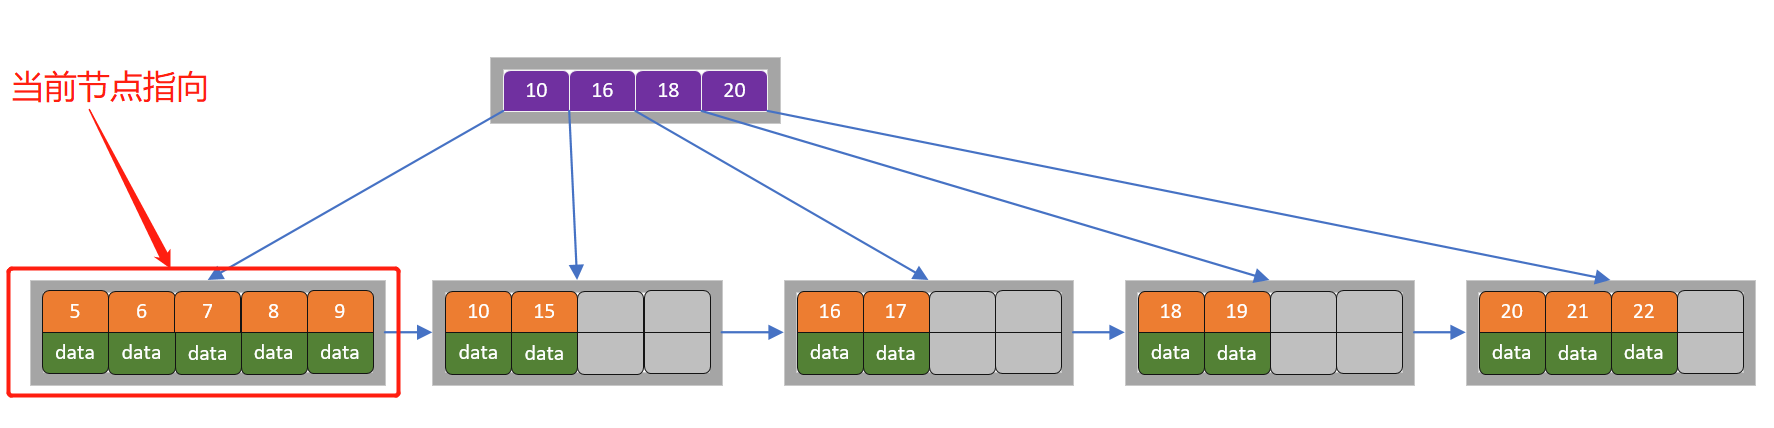 当前节点指向
10 16 18 20
5 6 7 8 9
data data data data data
10 15
data data
16 17
data data
18 19
data data
20 21 22
data data data